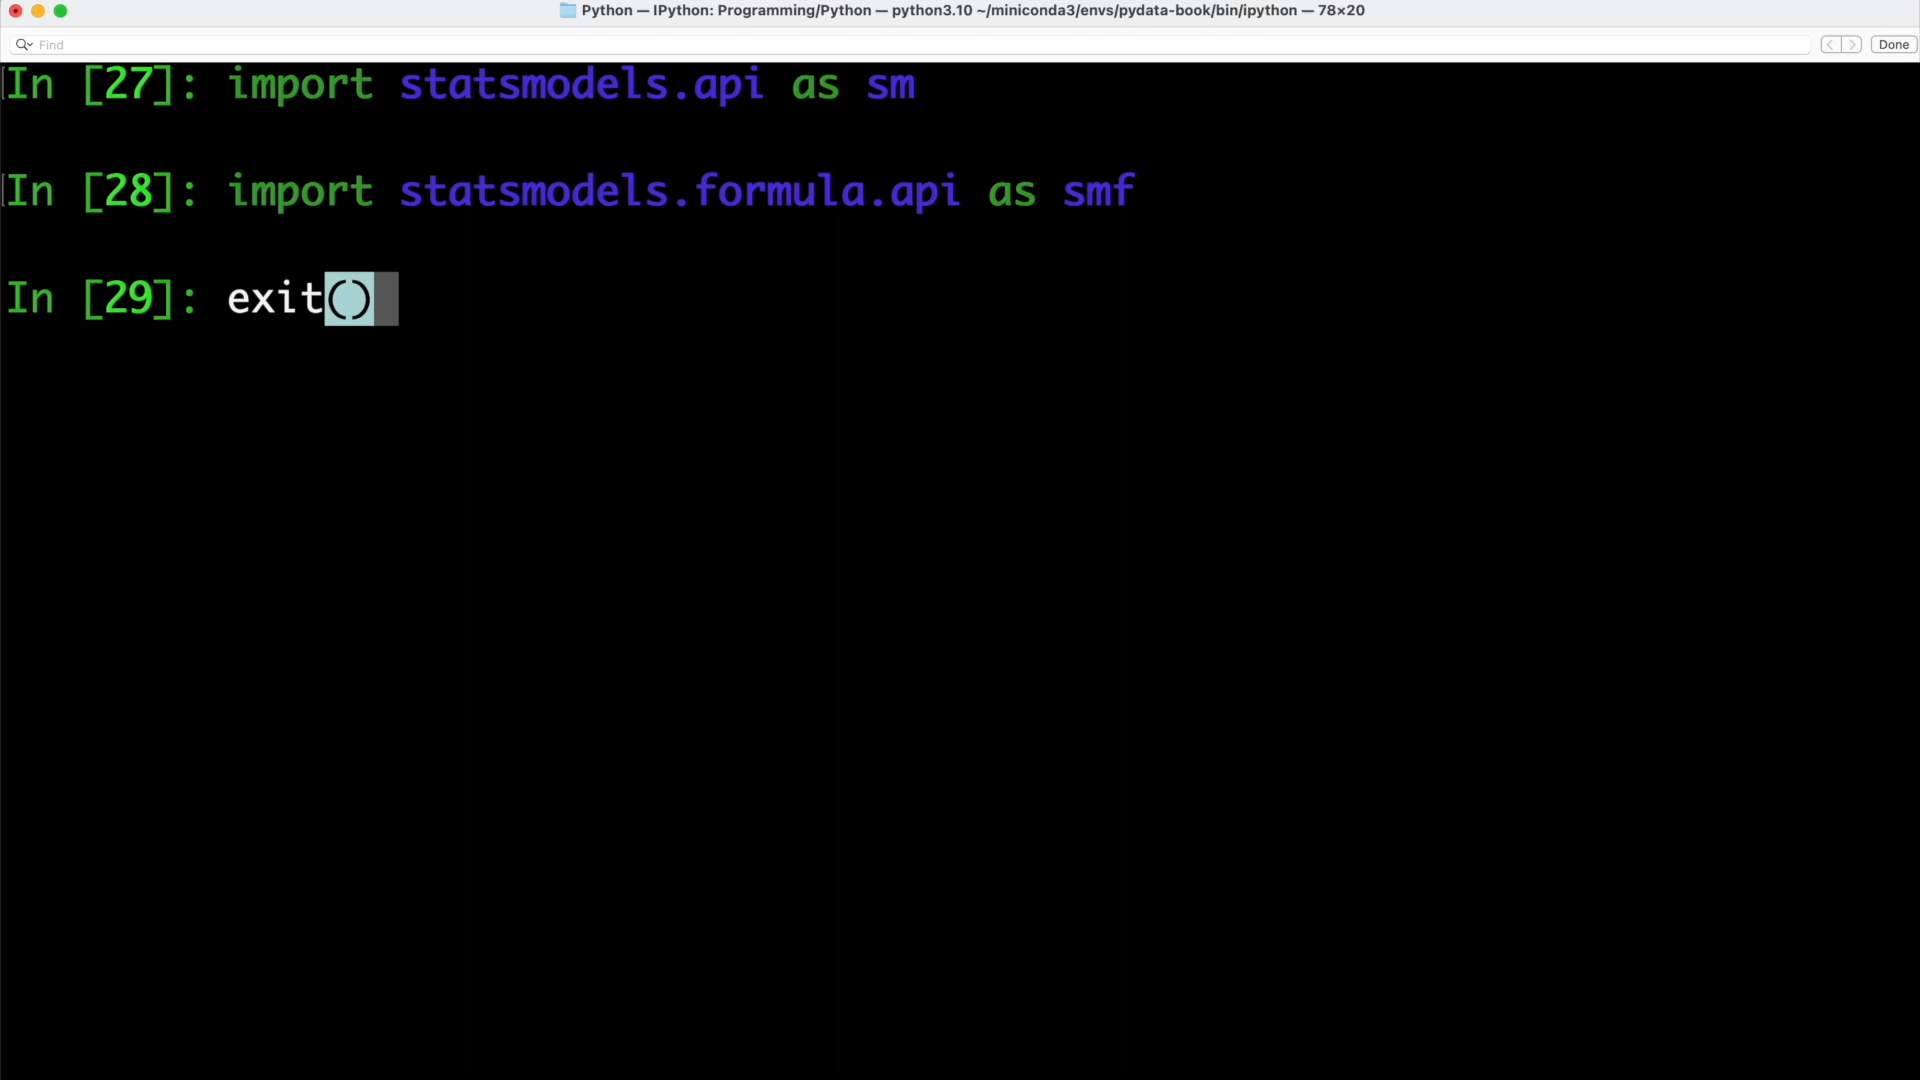 Python — IPython: Programming/Python — python3.10 ~/miniconda3/envs/pydata-book/bin/ipython — 78×20
Find
Done
In [27]: import statsmodels.api as sm
In [28]: import statsmodels.formula.api as smf
In [29]: exit()